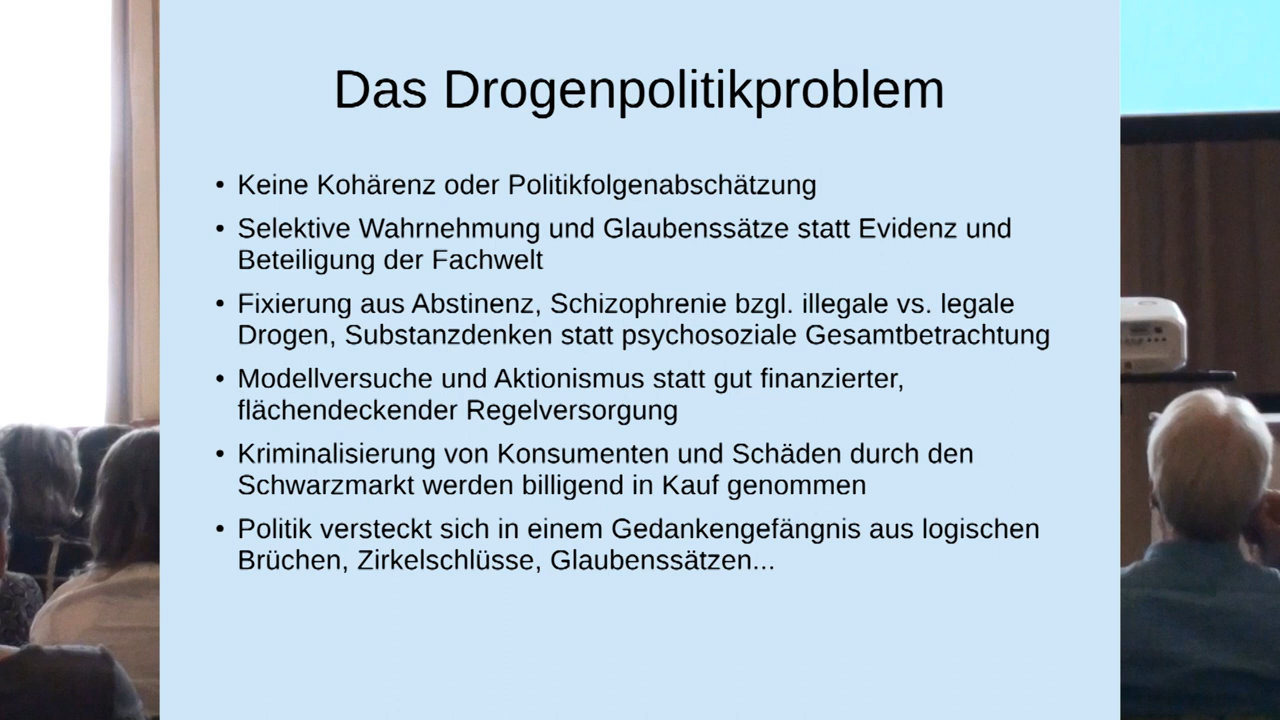 Das Drogenpolitikproblem
• Keine Kohärenz oder Politikfolgenabschätzung
• Selektive Wahrnehmung und Glaubenssätze statt Evidenz und
Beteiligung der Fachwelt
• Fixierung aus Abstinenz, Schizophrenie bzgl. illegale vs. legale
Drogen, Substanzdenken statt psychosoziale Gesamtbetrachtung
• Modellversuche und Aktionismus statt gut finanzierter,
flächendeckender Regelversorgung
• Kriminalisierung von Konsumenten und Schäden durch den
Schwarzmarkt werden billigend in Kauf genommen
• Politik versteckt sich in einem Gedankengefängnis aus logischen
Brüchen, Zirkelschlüsse, Glaubenssätzen...